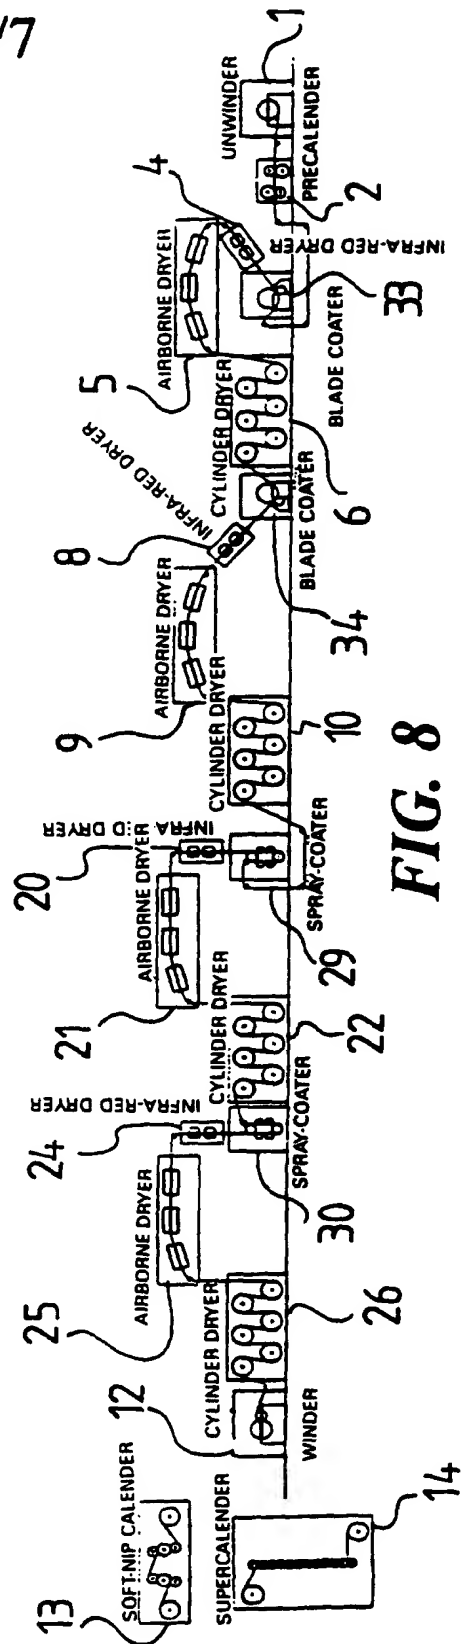 /7
1
UNWINDER
PRECALENDER
2
4
INFRA-RED DRYER
33
BLADE COATER
AIRBORNE DRYER
5
CYLINDER DRYER
6
INFRA-RED DRYER
8
BLADE COATER
34
AIRBORNE DRYER
9
CYLINDER DRYER
10
INFRA D DRYER
20
SPRAY-COATER
29
AIRBORNE DRYER
21
CYLINDER DRYER
22
INFRA-RED DRYER
24
SPRAY-COATER
30
AIRBORNE DRYER
25
CYLINDER DRYER
26
12
WINDER
SOFT-NIP CALENDER
13
SUPERCALENDER
14
FIG. 8